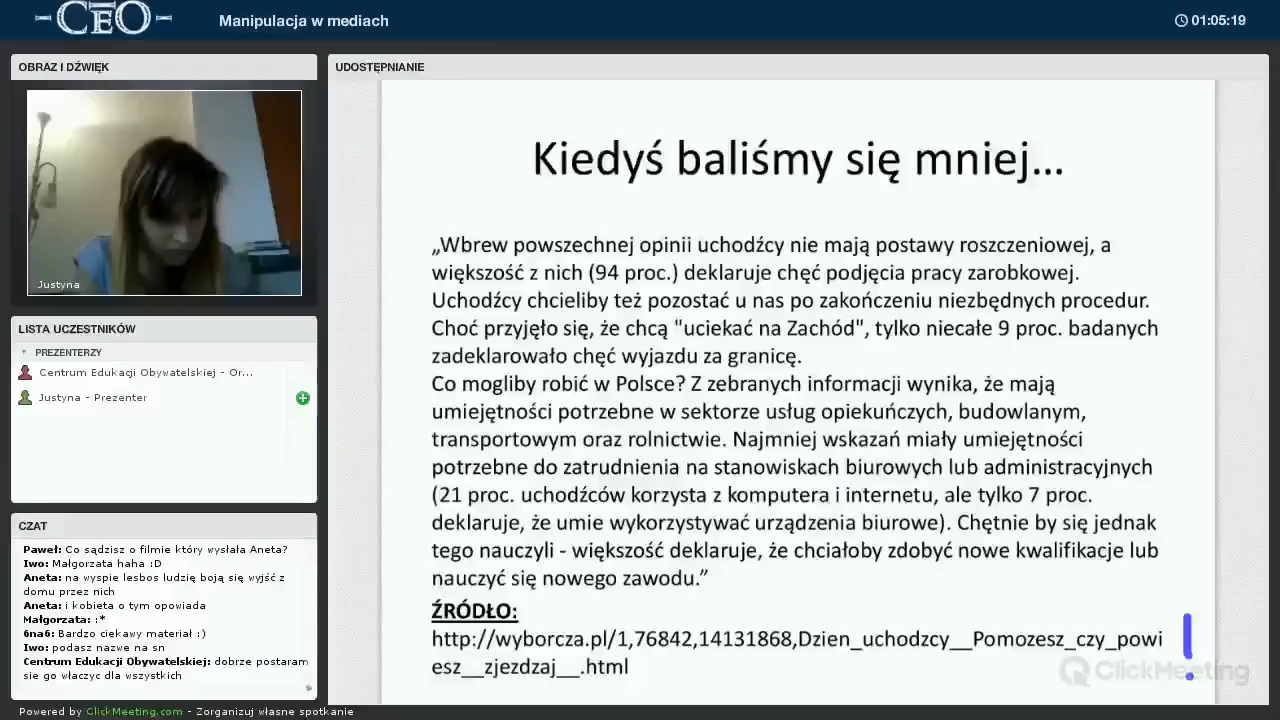 CEO
Manipulacja w mediach
01:05:19
OBRAZ I DŹWIĘK
Justyna
LISTA UCZESTNIKÓW
PREZENTERZY
Centrum Edukacji Obywatelskiej - Or...
Justyna - Prezenter
CZAT
Paweł: Co sądzisz o filmie który wysłała Aneta?
Iwo: Małgorzata haha :D
Aneta: na wyspie lesbos ludzię boją się wyjść z
domu przez nich
Aneta: i kobieta o tym opowiada
Małgorzata: :*
6na6: Bardzo ciekawy materiał :)
Iwo: podasz nazwe na sn
Centrum Edukacji Obywatelskiej: dobrze postaram
sie go właczyc dla wszystkich
UDOSTĘPNIANIE
Kiedyś baliśmy się mniej...
„Wbrew powszechnej opinii uchodźcy nie mają postawy roszczeniowej, a
większość z nich (94 proc.) deklaruje chęć podjęcia pracy zarobkowej.
Uchodźcy chcieliby też pozostać u nas po zakończeniu niezbędnych procedur.
Choć przyjęło się, że chcą "uciekać na Zachód", tylko niecałe 9 proc. badanych
zadeklarowało chęć wyjazdu za granicę.
Co mogliby robić w Polsce? Z zebranych informacji wynika, że mają
umiejętności potrzebne w sektorze usług opiekuńczych, budowlanym,
transportowym oraz rolnictwie. Najmniej wskazań miały umiejętności
potrzebne do zatrudnienia na stanowiskach biurowych lub administracyjnych
(21 proc. uchodźców korzysta z komputera i internetu, ale tylko 7 proc.
deklaruje, że umie wykorzystywać urządzenia biurowe). Chętnie by się jednak
tego nauczyli - większość deklaruje, że chciałoby zdobyć nowe kwalifikacje lub
nauczyć się nowego zawodu.”
ŹRÓDŁO:
http://wyborcza.pl/1,76842,14131868,Dzien_uchodzcy__Pomozesz_czy_powi
esz__zjezdzaj__.html
!
ClickMeeting
Powered by ClickMeeting.com - Zorganizuj własne spotkanie